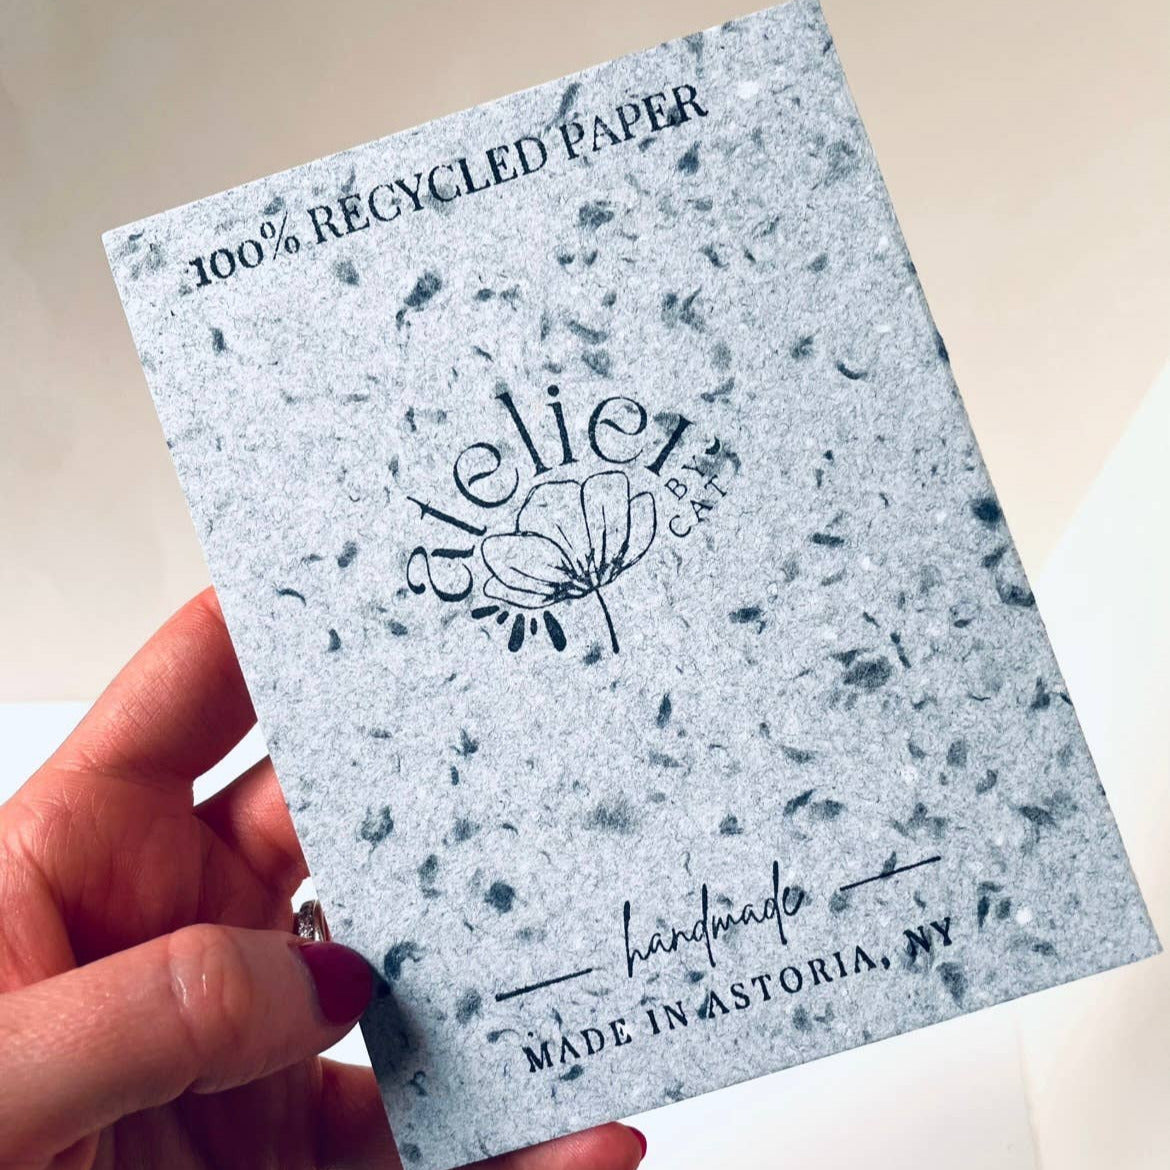 100% RECYCLED PAPER
atelier
BY
CAT
handmade
MADE IN ASTORIA, NY